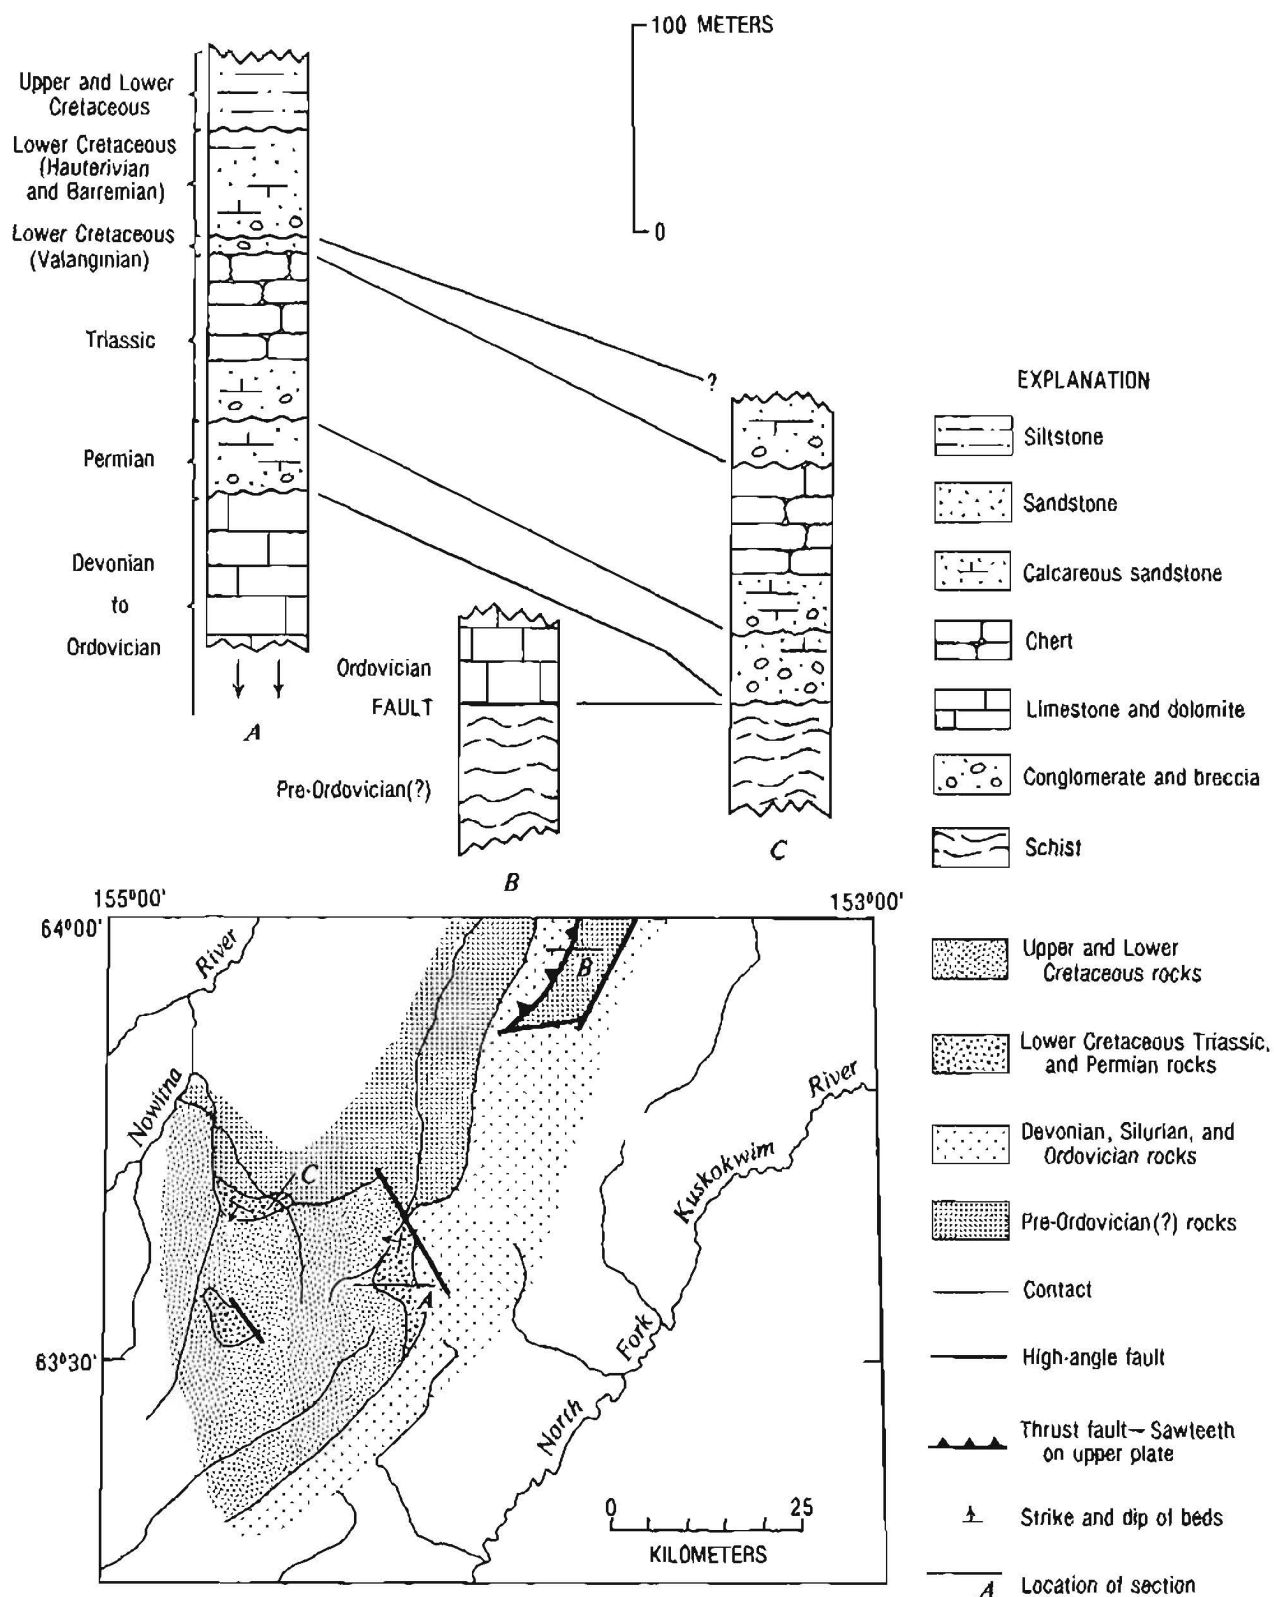 100 METERS
0
Upper and Lower
Cretaceous
Lower Cretaceous
(Hauterivian
and Barremian)
Lower Cretaceous
(Valanginian)
Triassic
Permian
Devonian
to
Ordovician
A
?
Ordovician
FAULT
Pre-Ordovician(?)
B
C
EXPLANATION
Siltstone
Sandstone
Calcareous sandstone
Chert
Limestone and dolomite
Conglomerate and breccia
Schist
155°00'
153°00'
64°00'
River
B
Nowitna
River
Kuskokwim
C
A
63°30'
Fork
North
0 25
KILOMETERS
Upper and Lower
Cretaceous rocks
Lower Cretaceous Triassic,
and Permian rocks
Devonian, Silurian, and
Ordovician rocks
Pre-Ordovician(?) rocks
Contact
High-angle fault
Thrust fault—Sawteeth
on upper plate
Strike and dip of beds
A Location of section